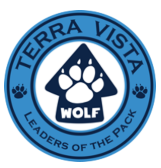 TERRA VISTA
WOLF
LEADERS OF THE PACK